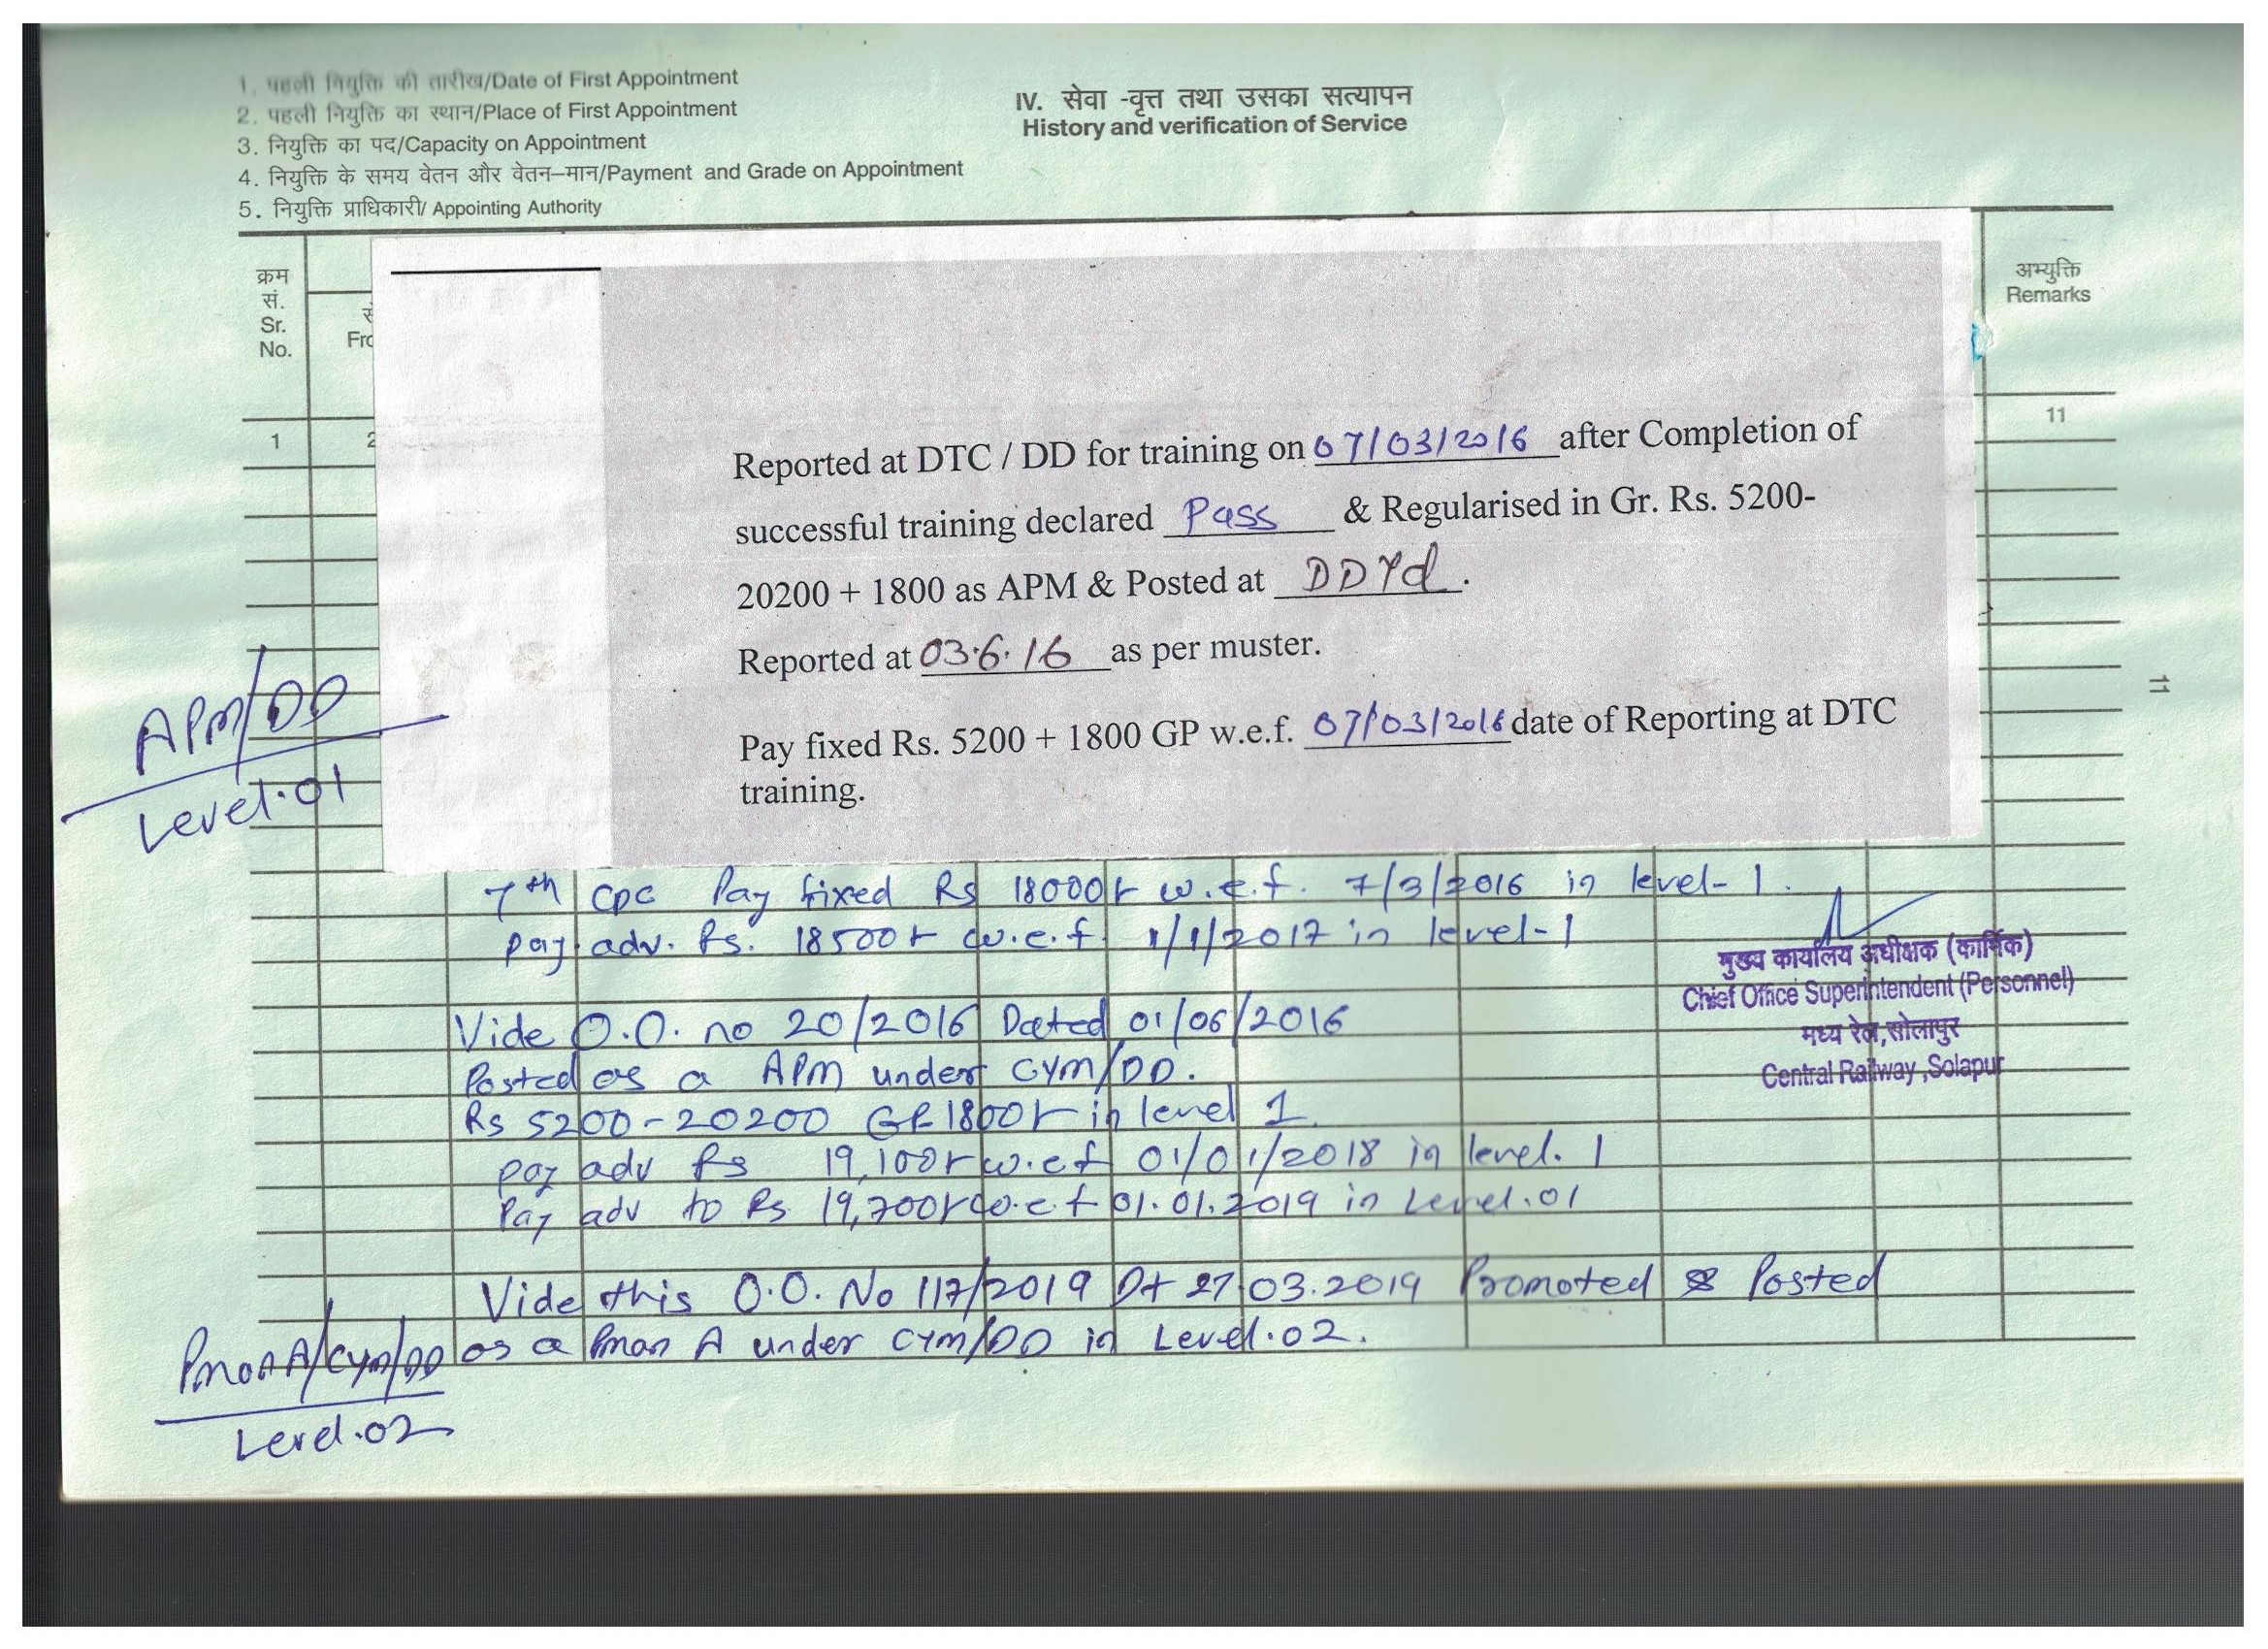 1. पहली नियुक्ति की तारीख/Date of First Appointment
2. पहली नियुक्ति का स्थान/Place of First Appointment
3. नियुक्ति का पद/Capacity on Appointment
4. नियुक्ति के समय वेतन और वेतन–मान/Payment and Grade on Appointment
5. नियुक्ति प्राधिकारी/ Appointing Authority
IV. सेवा -वृत्त तथा उसका सत्यापन
History and verification of Service
क्रम
सं.
Sr.
No.
से
Fro
अभ्युक्ति
Remarks
1
2
11
Reported at DTC / DD for training on 07/03/2016 after Completion of
successful training declared Pass & Regularised in Gr. Rs. 5200-
20200 + 1800 as APM & Posted at DDYd.
Reported at 03.6.16 as per muster.
Pay fixed Rs. 5200 + 1800 GP w.e.f. 07/03/2016 date of Reporting at DTC
training.
11
APM/DD
Level.01
7th CPC Pay fixed Rs 18000/- w.e.f. 7/3/2016 in level-1.
pay adv. Rs. 18500/- w.e.f 1/1/2017 in level-1
मुख्य कार्यालय अधीक्षक (कार्मिक)
Chief Office Superintendent (Personnel)
मध्य रेल,सोलापुर
Central Railway ,Solapur
Vide O.O. no 20/2016 Dated 01/06/2016
Posted as a APM under CYM/DD.
Rs 5200-20200 GP 1800/- in level 1
pay adv Rs 19,100/- w.e.f 01/01/2018 in level. 1
Pay adv to Rs 19,700/- w.e.f 01.01.2019 in Level.01
Vide this O.O. No 117/2019 Dt 27.03.2019 Promoted & Posted
as a Pman A under CYM/DD in Level.02.
Pman A/CYM/DD
Level.02